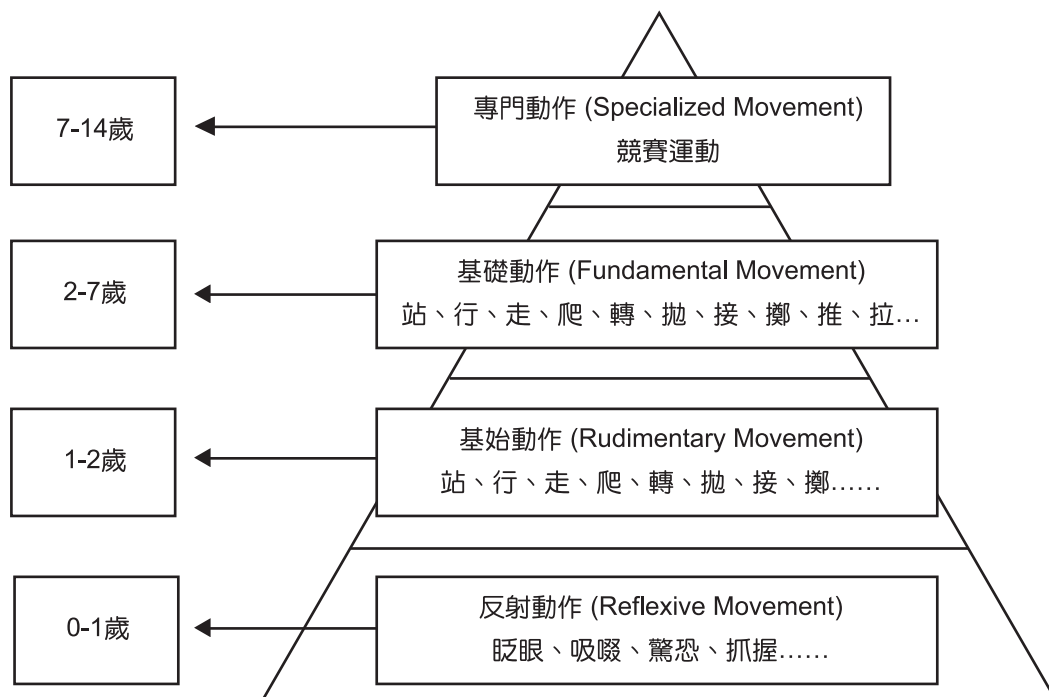 7-14歲
專門動作 (Specialized Movement)
競賽運動
2-7歲
基礎動作 (Fundamental Movement)
站、行、走、爬、轉、拋、接、擲、推、拉…
1-2歲
基始動作 (Rudimentary Movement)
站、行、走、爬、轉、拋、接、擲……
0-1歲
反射動作 (Reflexive Movement)
眨眼、吸啜、驚恐、抓握……